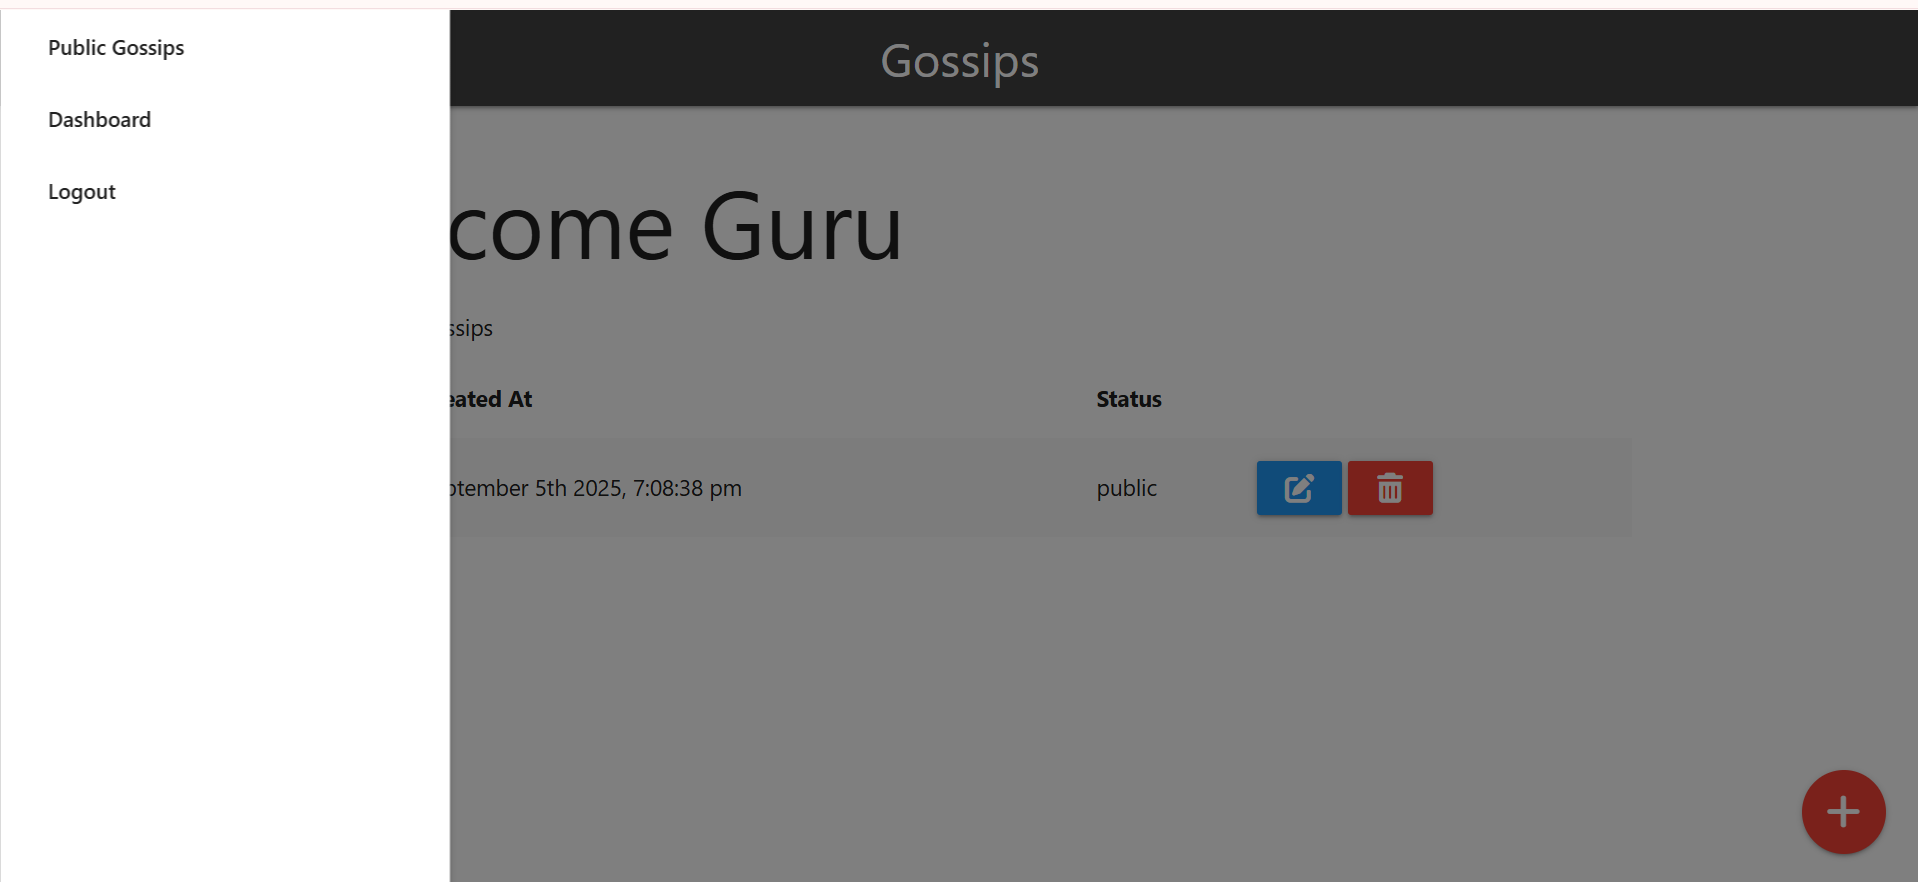 Public Gossips
Dashboard
Logout
Gossips
come Guru
ssips
eated At
Status
ptember 5th 2025, 7:08:38 pm
public